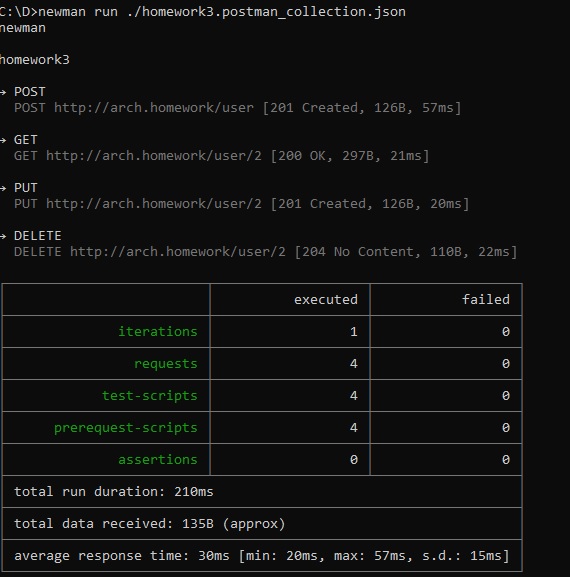 C:\D>newman run ./homework3.postman_collection.json
newman
homework3
→ POST
POST http://arch.homework/user [201 Created, 126B, 57ms]
→ GET
GET http://arch.homework/user/2 [200 OK, 297B, 21ms]
→ PUT
PUT http://arch.homework/user/2 [201 Created, 126B, 20ms]
→ DELETE
DELETE http://arch.homework/user/2 [204 No Content, 110B, 22ms]
executed failed
iterations 1 0
requests 4 0
test-scripts 4 0
prerequest-scripts 4 0
assertions 0 0
total run duration: 210ms
total data received: 135B (approx)
average response time: 30ms [min: 20ms, max: 57ms, s.d.: 15ms]